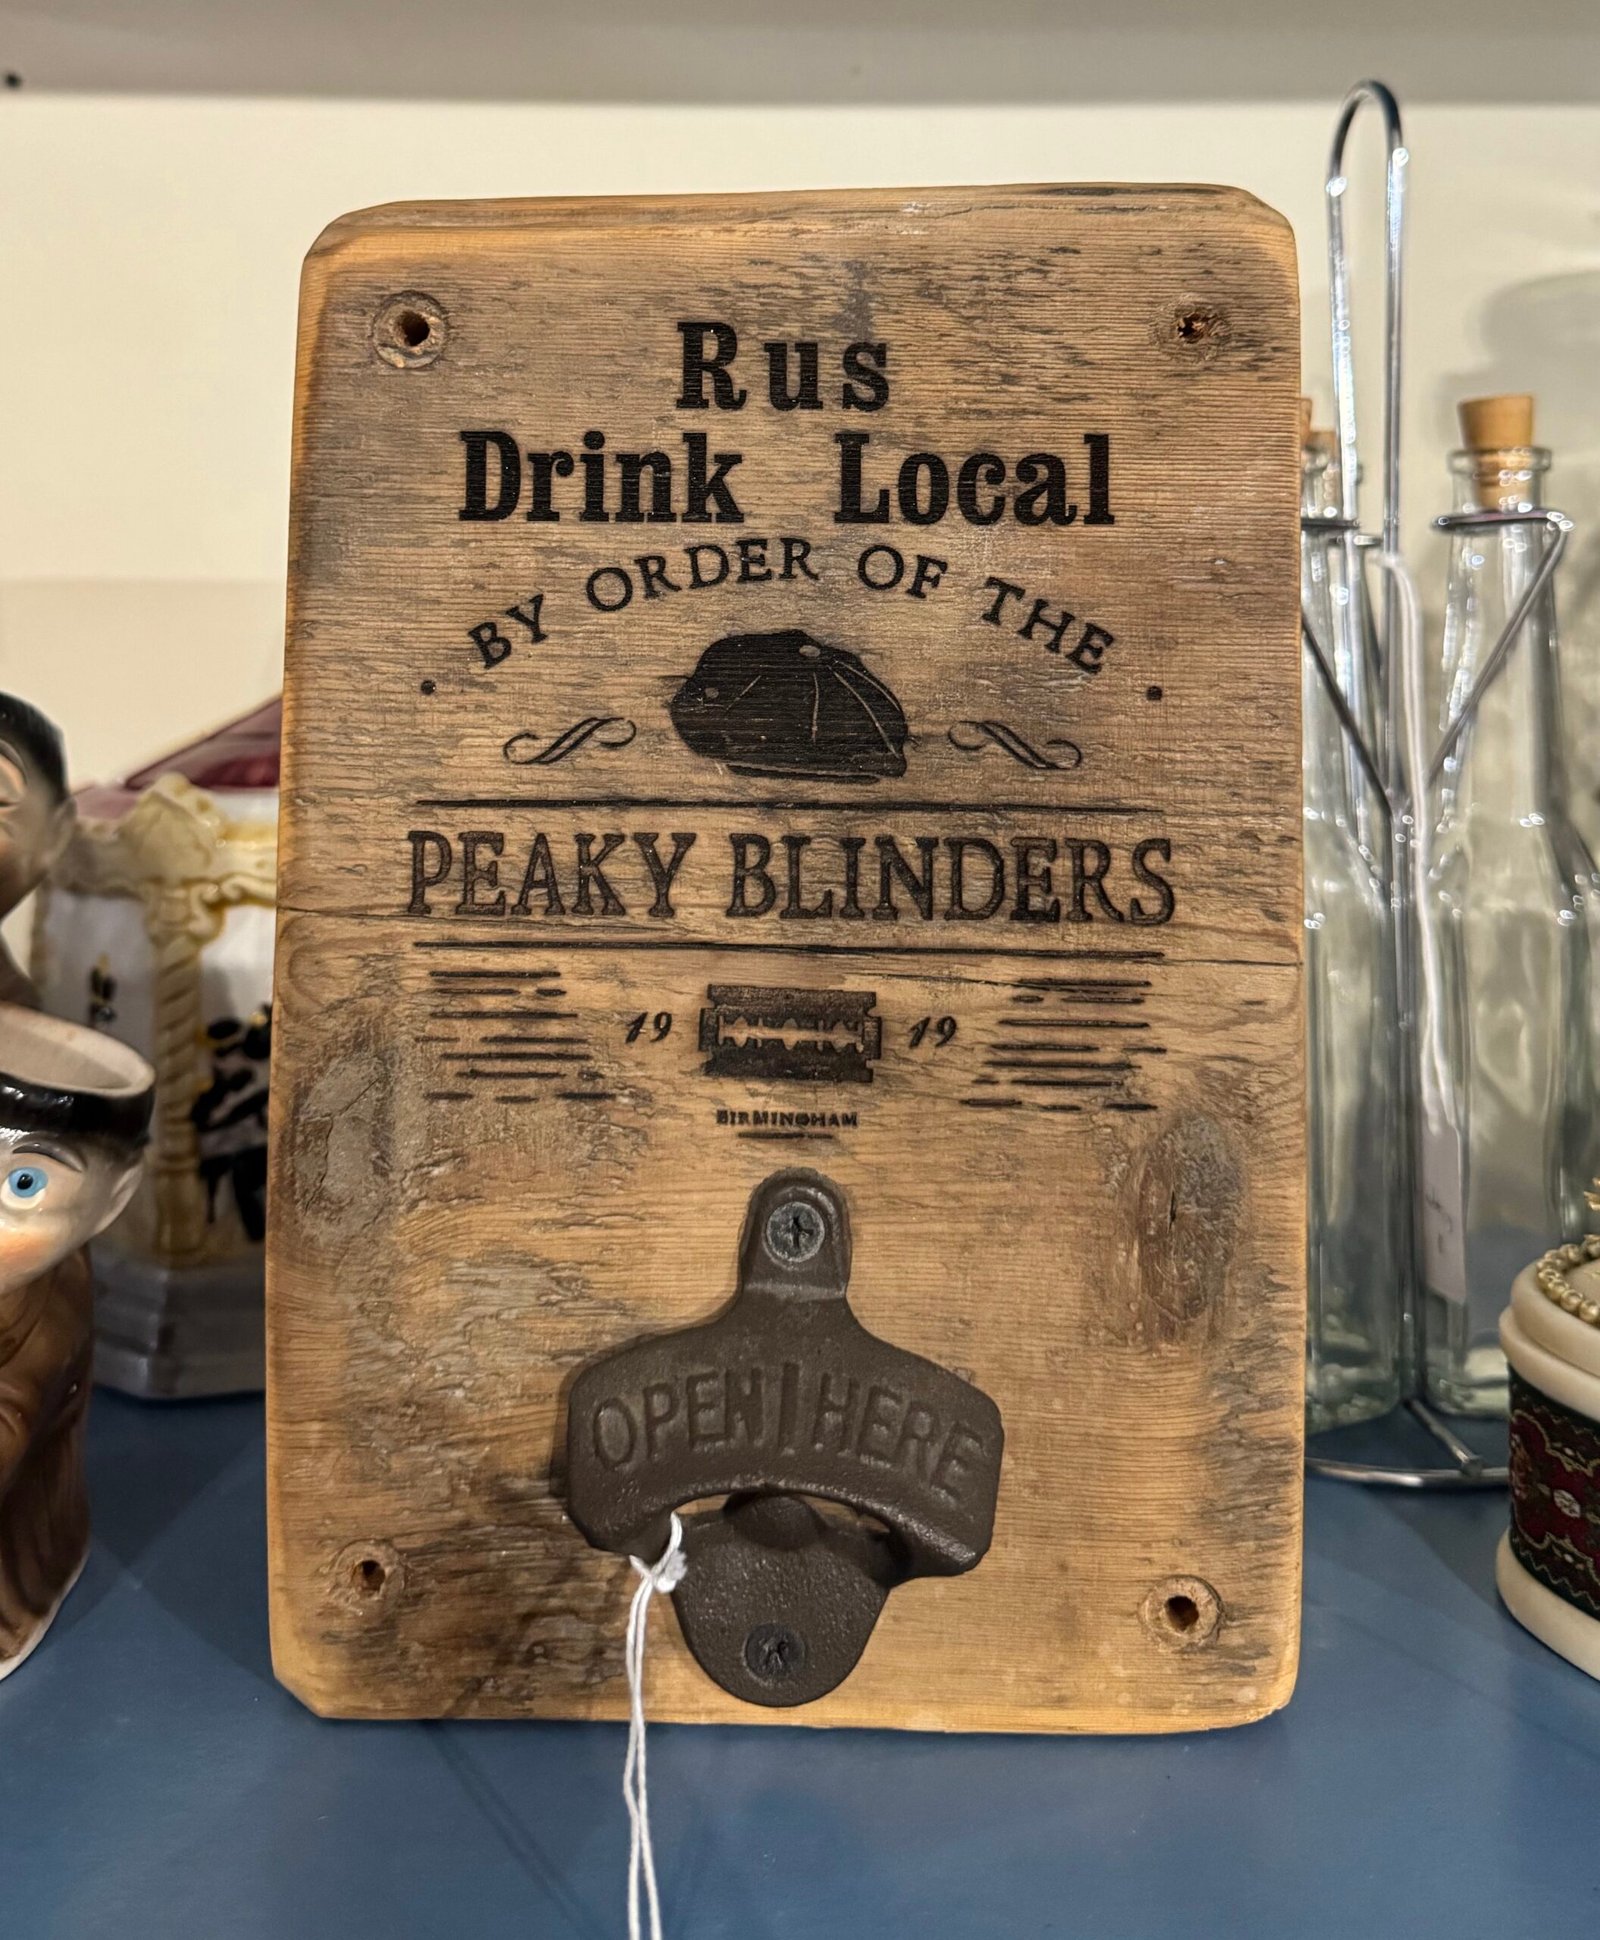 Rus
Drink Local
BY ORDER OF THE
PEAKY BLINDERS
19 19
BIRMINGHAM
OPEN HERE